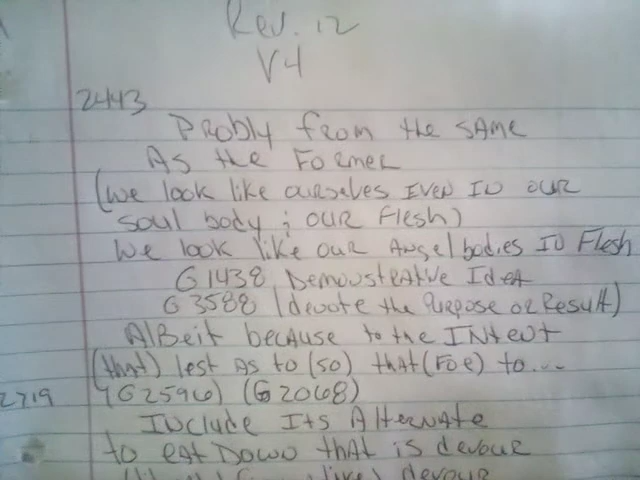 Rev. 12
V4
2443
Probly from the same
As the Former
(we look like ourselves Even IN our
soul body; our flesh)
We look like our Angel bodies IN Flesh
G1438 Demonstrative Idea
G3588 (devote the Purpose or Result)
AlBeit because to the INtent
(that) lest as to (so) that (FOR) to...
2719 (G2596) (G2068)
INclude Its Alternate
to eat Down that is devour
like) devour